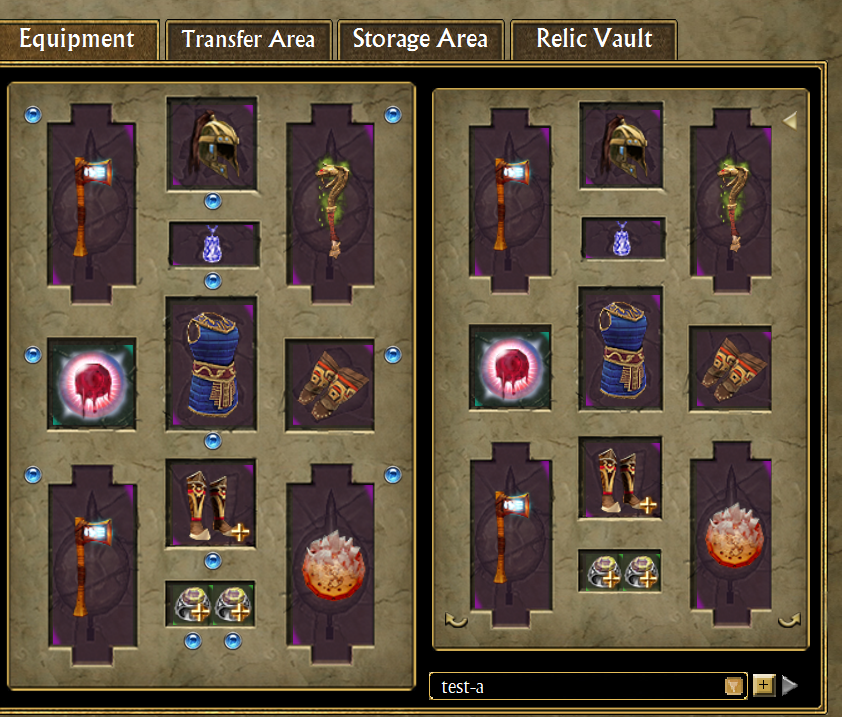 Equipment
Transfer Area
Storage Area
Relic Vault
test-a